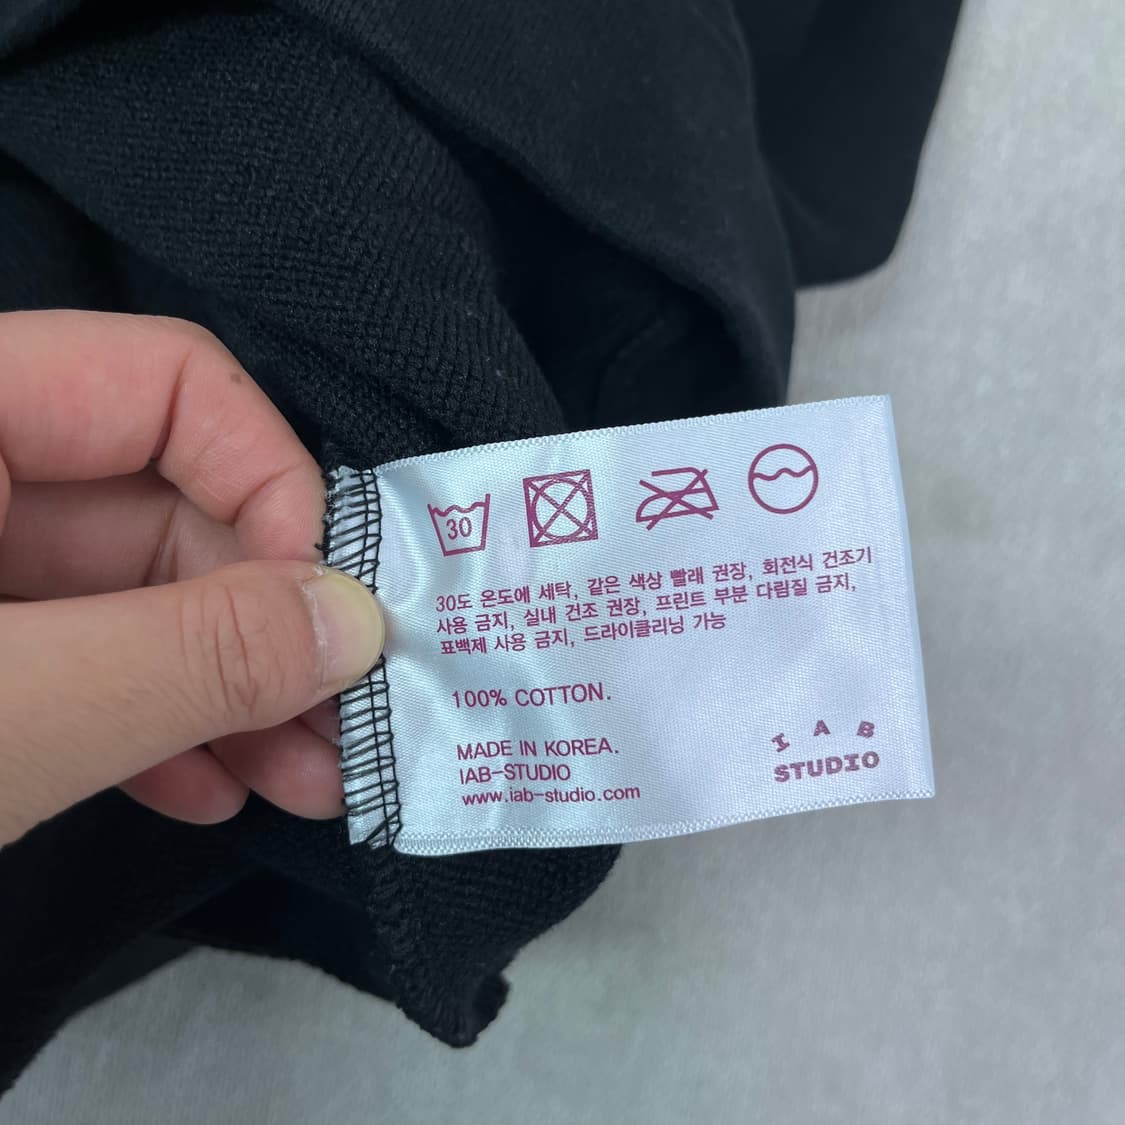 30
30도 온도에 세탁, 같은 색상 빨래 권장, 회전식 건조기
사용 금지, 실내 건조 권장, 프린트 부분 다림질 금지,
표백제 사용 금지, 드라이클리닝 가능
100% COTTON.
MADE IN KOREA.
IAB-STUDIO
www.iab-studio.com
I A B
STUDIO